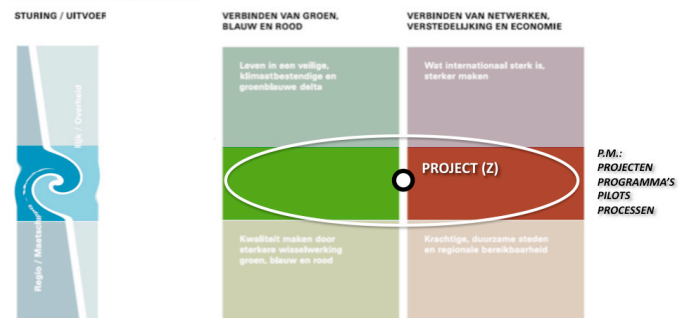 STURING / UITVOER
VERBINDEN VAN GROEN,
BLAUW EN ROOD
VERBINDEN VAN NETWERKEN,
VERSTEDELIJKING EN ECONOMIE
Leven in een veilige,
klimaatbestendige en
groenblauwe delta
Wat internationaal sterk is,
sterker maken
Rijk / Overheid
PROJECT (Z)
P.M.:
PROJECTEN
PROGRAMMA'S
PILOTS
PROCESSEN
Regio / Maatsch
Kwaliteit maken door
sterkere wisselwerking
groen, blauw en rood
Krachtige, duurzame steden
en regionale bereikbaarheid